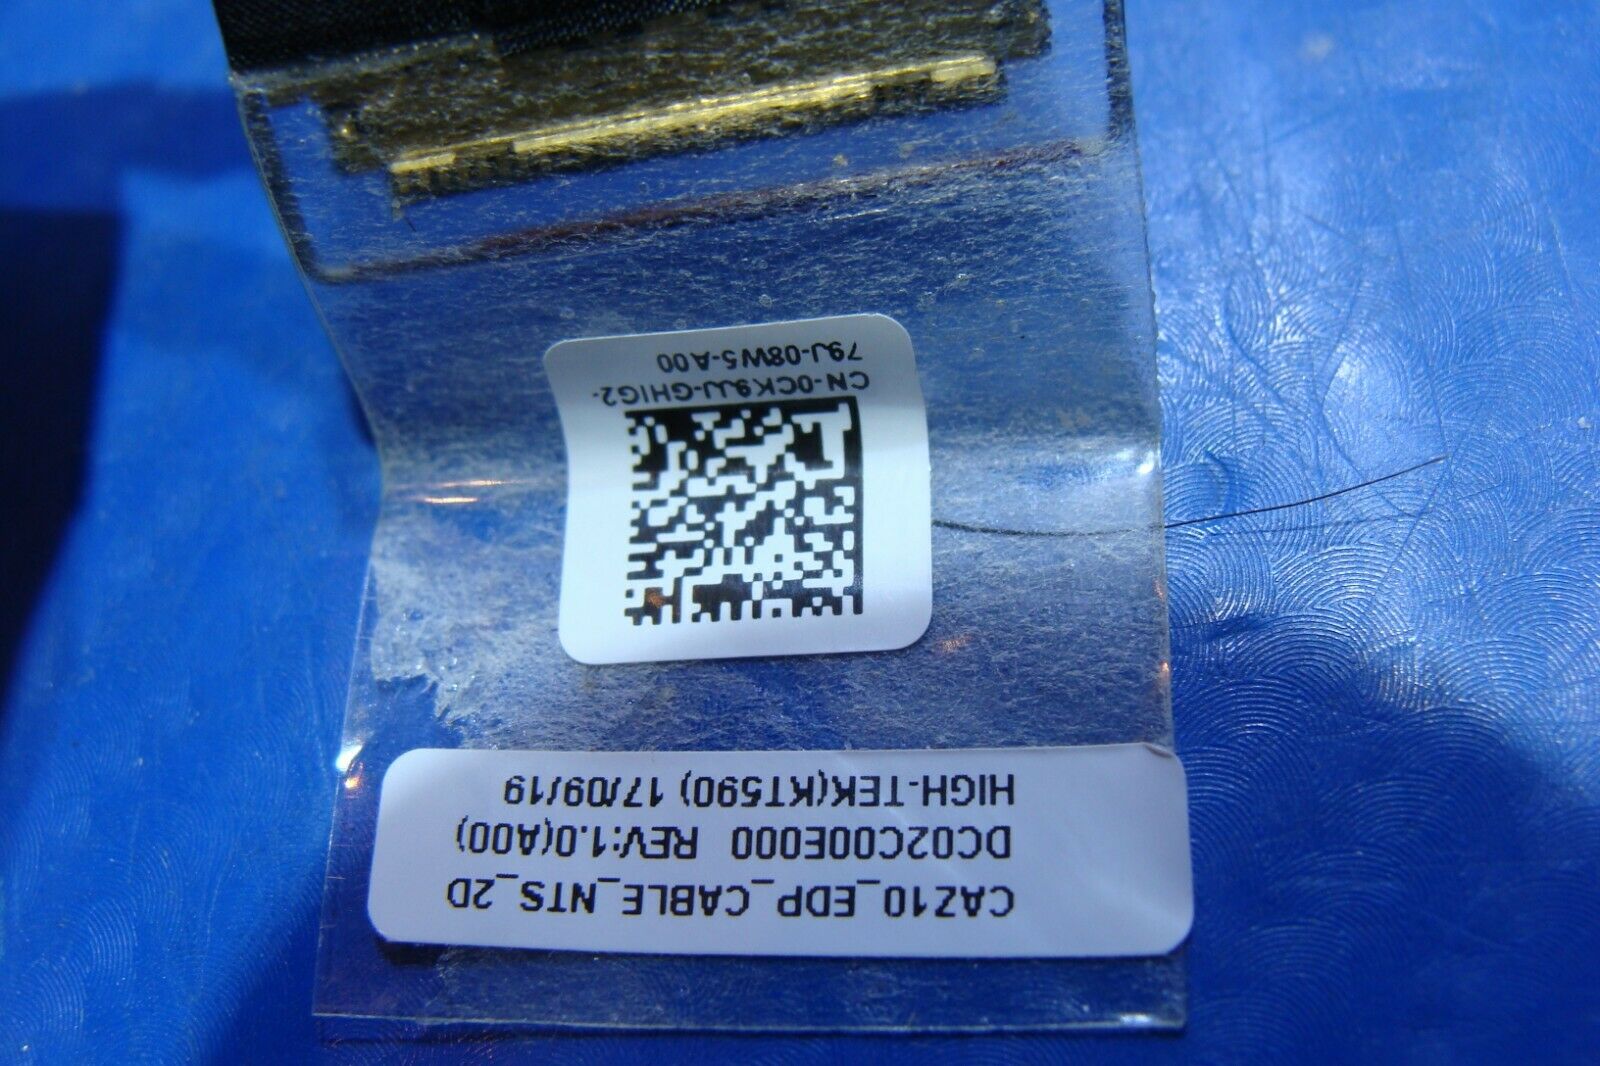 CAZ10_EDP_CABLE_NTS_2D
DC02C00E000 REV:1.0(A00)
HIGH-TEK(KT590) 17/09/19
CN-0CK9JJ-GHIG2-
79J-08W5-A00